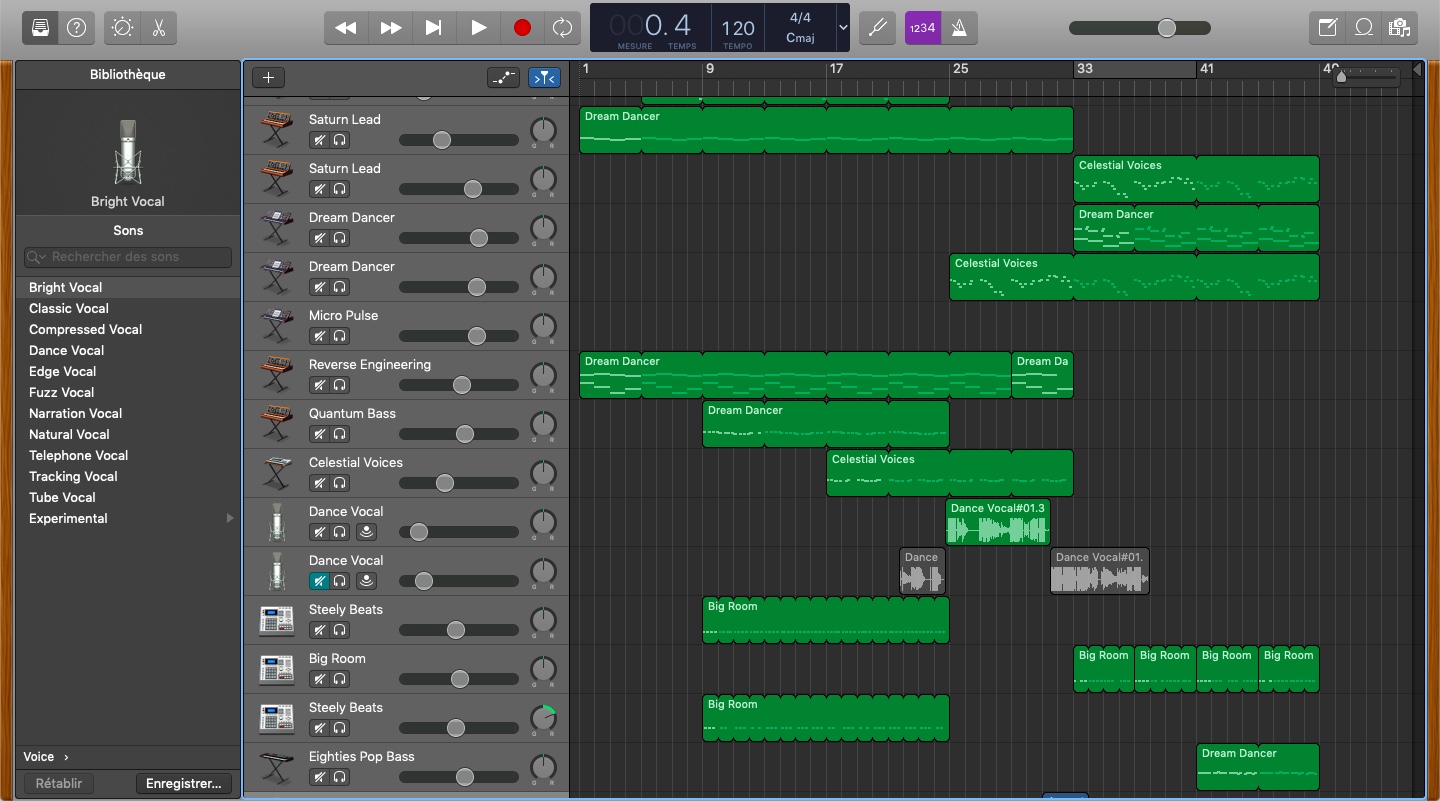 00 0. 4
120
4/4
Cmaj
MESURE TEMPS
TEMPO
1234
Bibliothèque
Bright Vocal
Sons
Rechercher des sons
Bright Vocal
Classic Vocal
Compressed Vocal
Dance Vocal
Edge Vocal
Fuzz Vocal
Narration Vocal
Natural Vocal
Telephone Vocal
Tracking Vocal
Tube Vocal
Experimental
Voice ›
Rétablir
Enregistrer...
1 9 17 25 33 41
Saturn Lead
G R
Dream Dancer
Saturn Lead
G R
Celestial Voices
Dream Dancer
G R
Dream Dancer
Dream Dancer
G R
Celestial Voices
Micro Pulse
G R
Reverse Engineering
G R
Dream Dancer
Dream Da
Quantum Bass
G R
Dream Dancer
Celestial Voices
G R
Celestial Voices
Dance Vocal
G R
Dance Vocal#01.3
Dance Vocal
G R
Dance
Dance Vocal#01.
Steely Beats
G R
Big Room
Big Room
G R
Big Room Big Room Big Room Big Room
Steely Beats
G R
Big Room
Eighties Pop Bass
G R
Dream Dancer